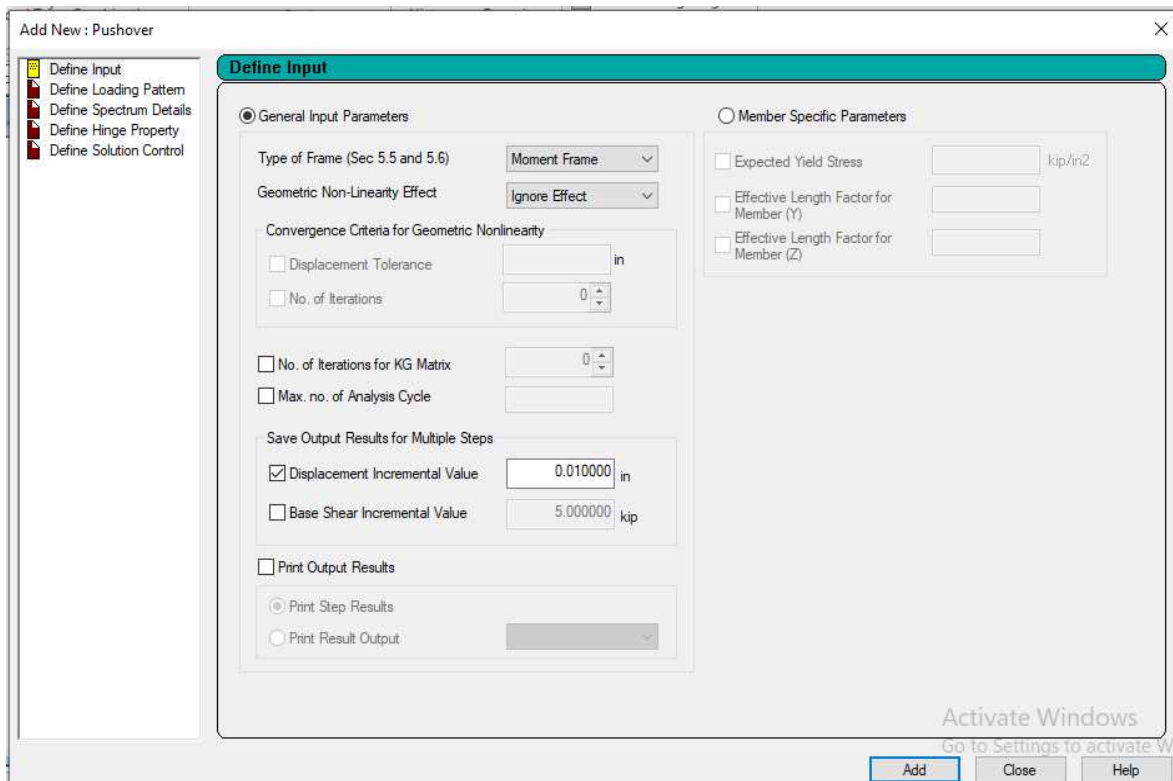 Add New : Pushover
Define Input
Define Loading Pattern
Define Spectrum Details
Define Hinge Property
Define Solution Control
Define Input
General Input Parameters
Type of Frame (Sec 5.5 and 5.6) Moment Frame
Geometric Non-Linearity Effect Ignore Effect
Convergence Criteria for Geometric Nonlinearity
Displacement Tolerance in
No. of Iterations 0
No. of Iterations for KG Matrix 0
Max. no. of Analysis Cycle
Save Output Results for Multiple Steps
Displacement Incremental Value 0.010000 in
Base Shear Incremental Value 5.000000 kip
Print Output Results
Print Step Results
Print Result Output
Member Specific Parameters
Expected Yield Stress kip/in2
Effective Length Factor for
Member (Y)
Effective Length Factor for
Member (Z)
Activate Windows
Go to Settings to activate W
Add Close Help